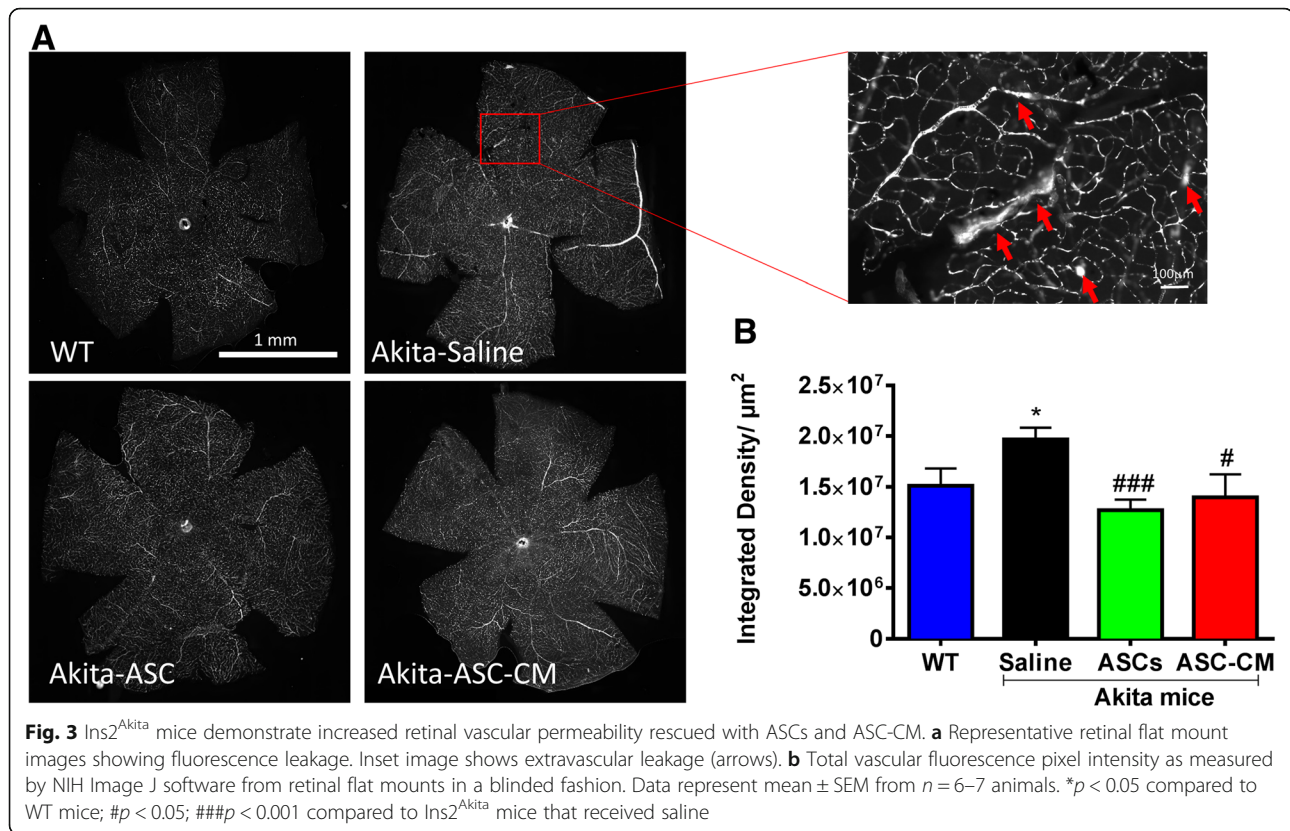 A
WT
1 mm
Akita-Saline
100μm
Akita-ASC
Akita-ASC-CM
B
Integrated Density/ μm²
2.5×10⁷
2.0×10⁷
1.5×10⁷
1.0×10⁷
5.0×10⁶
0
*
###
#
WT
Saline
ASCs
ASC-CM
Akita mice
Fig. 3 Ins2^Akita mice demonstrate increased retinal vascular permeability rescued with ASCs and ASC-CM. a Representative retinal flat mount
images showing fluorescence leakage. Inset image shows extravascular leakage (arrows). b Total vascular fluorescence pixel intensity as measured
by NIH Image J software from retinal flat mounts in a blinded fashion. Data represent mean ± SEM from n = 6–7 animals. *p < 0.05 compared to
WT mice; #p < 0.05; ###p < 0.001 compared to Ins2^Akita mice that received saline